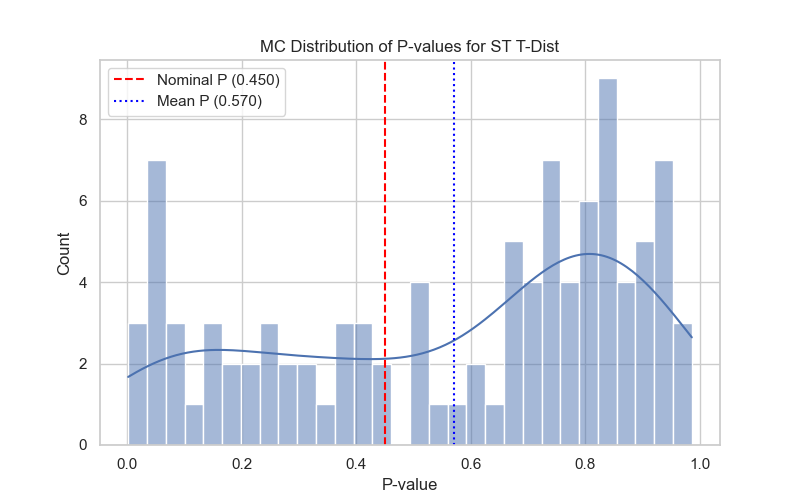 MC Distribution of P-values for ST T-Dist
Nominal P (0.450)
Mean P (0.570)
Count
8
6
4
2
0
0.0 0.2 0.4 0.6 0.8 1.0
P-value